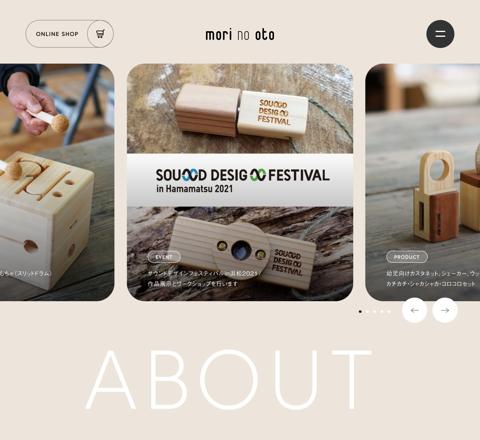 ONLINE SHOP
mori no oto
SOUND DESIGN FESTIVAL
SOUND DESIGN FESTIVAL
in Hamamatsu 2021
SOUND DESIGN FESTIVAL
EVENT
サウンドデザインフェスティバル in 浜松2021
作品展示とワークショップを行います
もちゃ（スリットドラム）
PRODUCT
幼児向けカスタネット、シェーカー、ウッ
カチカチ・シャカシャカ・コロコロセット
ABOUT